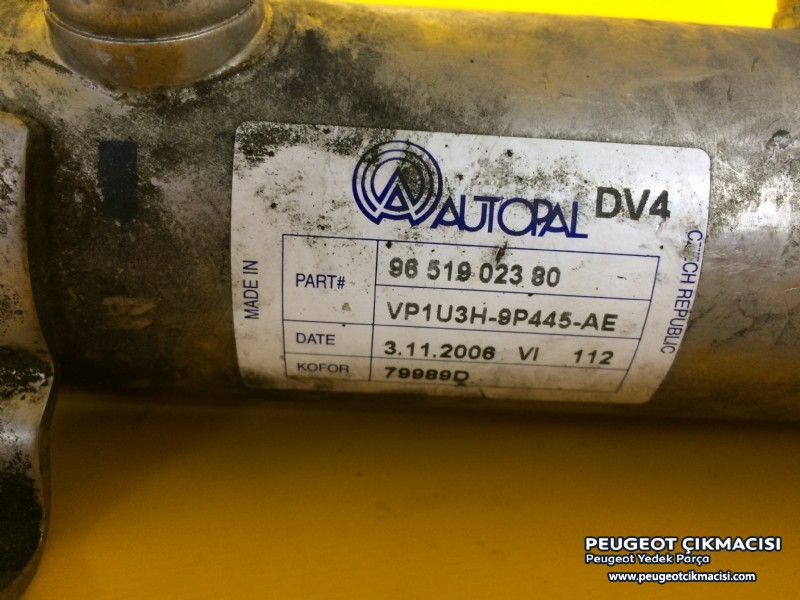 AUTOPAL DV4
MADE IN
CZECH REPUBLIC
PART# 96 519 023 80
VP1U3H-9P445-AE
DATE 3.11.2006 VI 112
KOFOR 79989D
PEUGEOT ÇIKMACISI
Peugeot Yedek Parça
www.peugeotcikmacisi.com